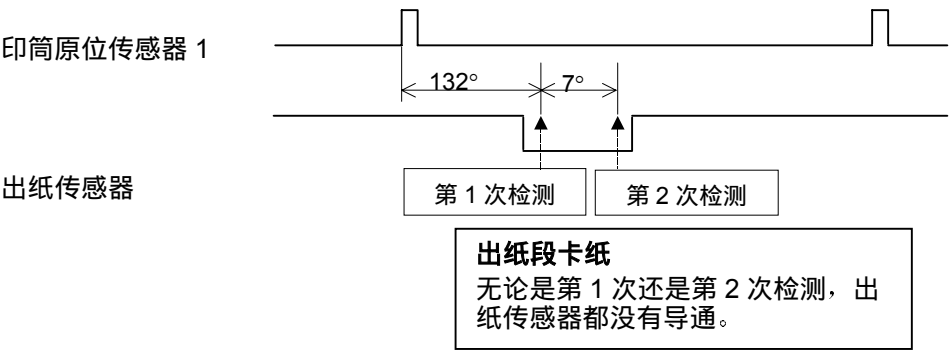 印筒原位传感器 1
132°
7°
出纸传感器
第 1 次检测
第 2 次检测
出纸段卡纸
无论是第 1 次还是第 2 次检测，出
纸传感器都没有导通。